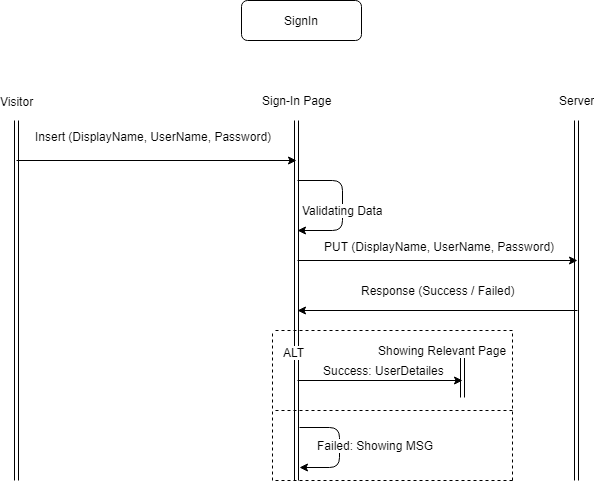 SignIn
Visitor
Sign-In Page
Server
Insert (DisplayName, UserName, Password)
Validating Data
PUT (DisplayName, UserName, Password)
Response (Success / Failed)
ALT
Showing Relevant Page
Success: UserDetailes
Failed: Showing MSG